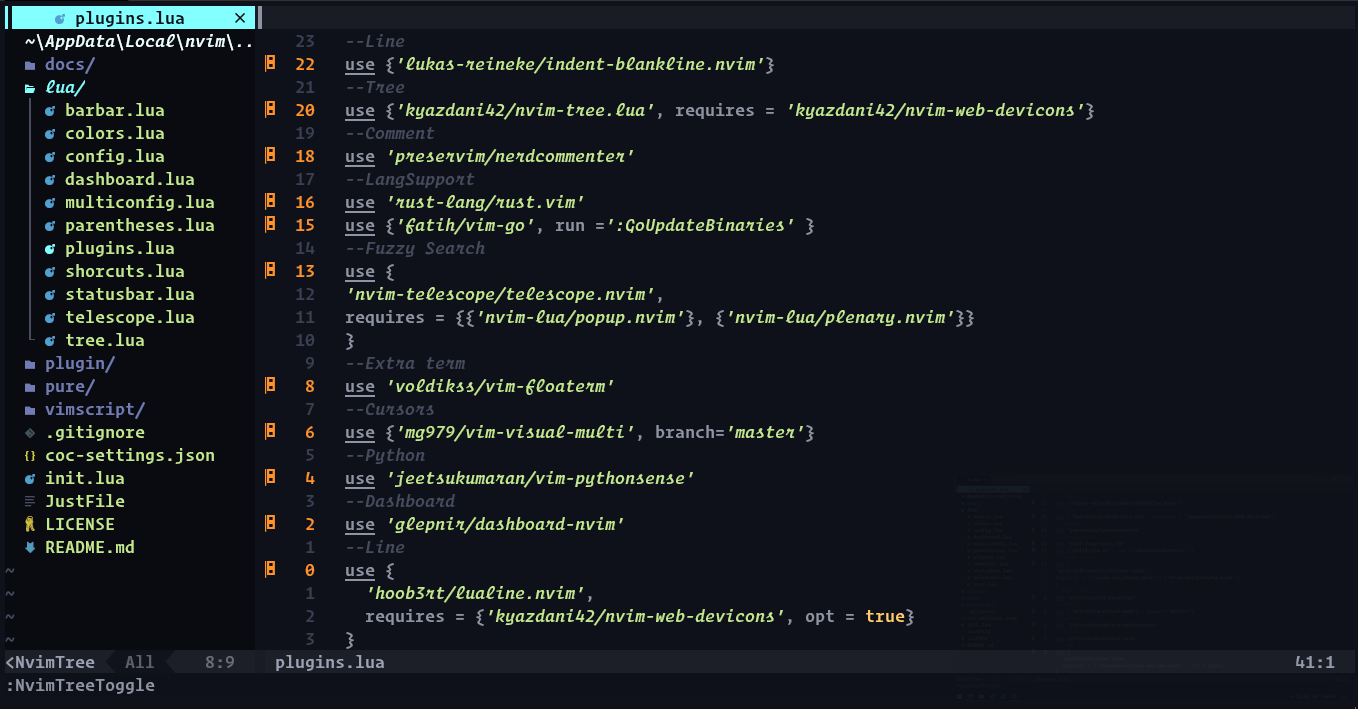 plugins.lua ×
~\AppData\Local\nvim\..
docs/
lua/
barbar.lua
colors.lua
config.lua
dashboard.lua
multiconfig.lua
parentheses.lua
plugins.lua
shorcuts.lua
statusbar.lua
telescope.lua
tree.lua
plugin/
pure/
vimscript/
.gitignore
{} coc-settings.json
init.lua
JustFile
LICENSE
README.md
~
~
~
~
23 --Line
22 use {'lukas-reineke/indent-blankline.nvim'}
21 --Tree
20 use {'kyazdani42/nvim-tree.lua', requires = 'kyazdani42/nvim-web-devicons'}
19 --Comment
18 use 'preservim/nerdcommenter'
17 --LangSupport
16 use 'rust-lang/rust.vim'
15 use {'fatih/vim-go', run =':GoUpdateBinaries' }
14 --Fuzzy Search
13 use {
12 'nvim-telescope/telescope.nvim',
11 requires = {{'nvim-lua/popup.nvim'}, {'nvim-lua/plenary.nvim'}}
10 }
9 --Extra term
8 use 'voldikss/vim-floaterm'
7 --Cursors
6 use {'mg979/vim-visual-multi', branch='master'}
5 --Python
4 use 'jeetsukumaran/vim-pythonsense'
3 --Dashboard
2 use 'glepnir/dashboard-nvim'
1 --Line
0 use {
1 'hoob3rt/lualine.nvim',
2 requires = {'kyazdani42/nvim-web-devicons', opt = true}
3 }
<NvimTree All 8:9 plugins.lua 41:1
:NvimTreeToggle